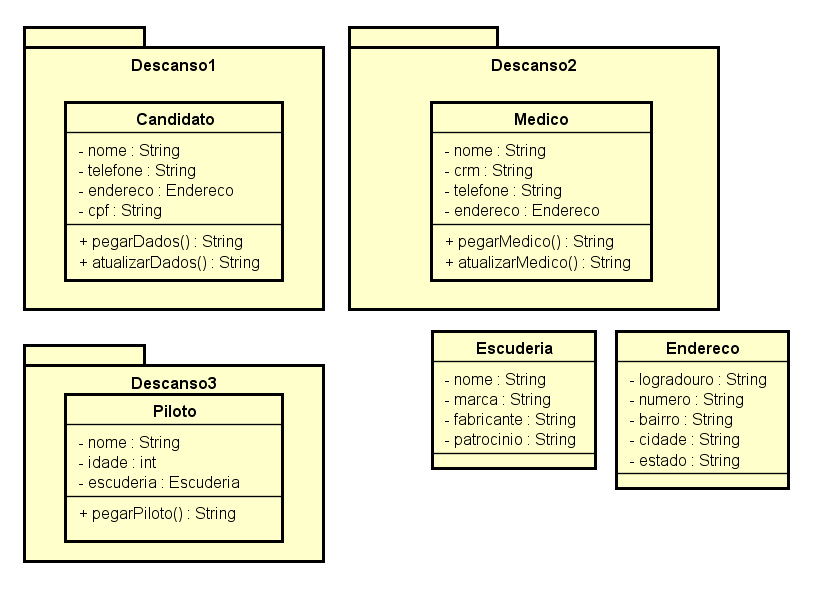 Descanso1
Candidato
- nome : String
- telefone : String
- endereco : Endereco
- cpf : String
+ pegarDados() : String
+ atualizarDados() : String
Descanso2
Medico
- nome : String
- crm : String
- telefone : String
- endereco : Endereco
+ pegarMedico() : String
+ atualizarMedico() : String
Descanso3
Piloto
- nome : String
- idade : int
- escuderia : Escuderia
+ pegarPiloto() : String
Escuderia
- nome : String
- marca : String
- fabricante : String
- patrocinio : String
Endereco
- logradouro : String
- numero : String
- bairro : String
- cidade : String
- estado : String